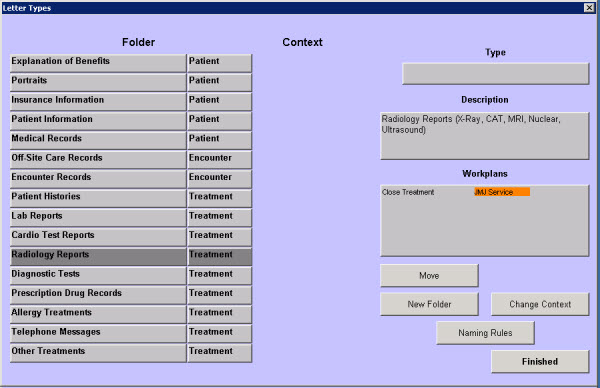 Letter Types
Folder Context
Explanation of Benefits Patient
Portraits Patient
Insurance Information Patient
Patient Information Patient
Medical Records Patient
Off-Site Care Records Encounter
Encounter Records Encounter
Patient Histories Treatment
Lab Reports Treatment
Cardio Test Reports Treatment
Radiology Reports Treatment
Diagnostic Tests Treatment
Prescription Drug Records Treatment
Allergy Treatments Treatment
Telephone Messages Treatment
Other Treatments Treatment
Type
Description
Radiology Reports (X-Ray, CAT, MRI, Nuclear,
Ultrasound)
Workplans
Close Treatment JMJ Service
Move
New Folder Change Context
Naming Rules
Finished